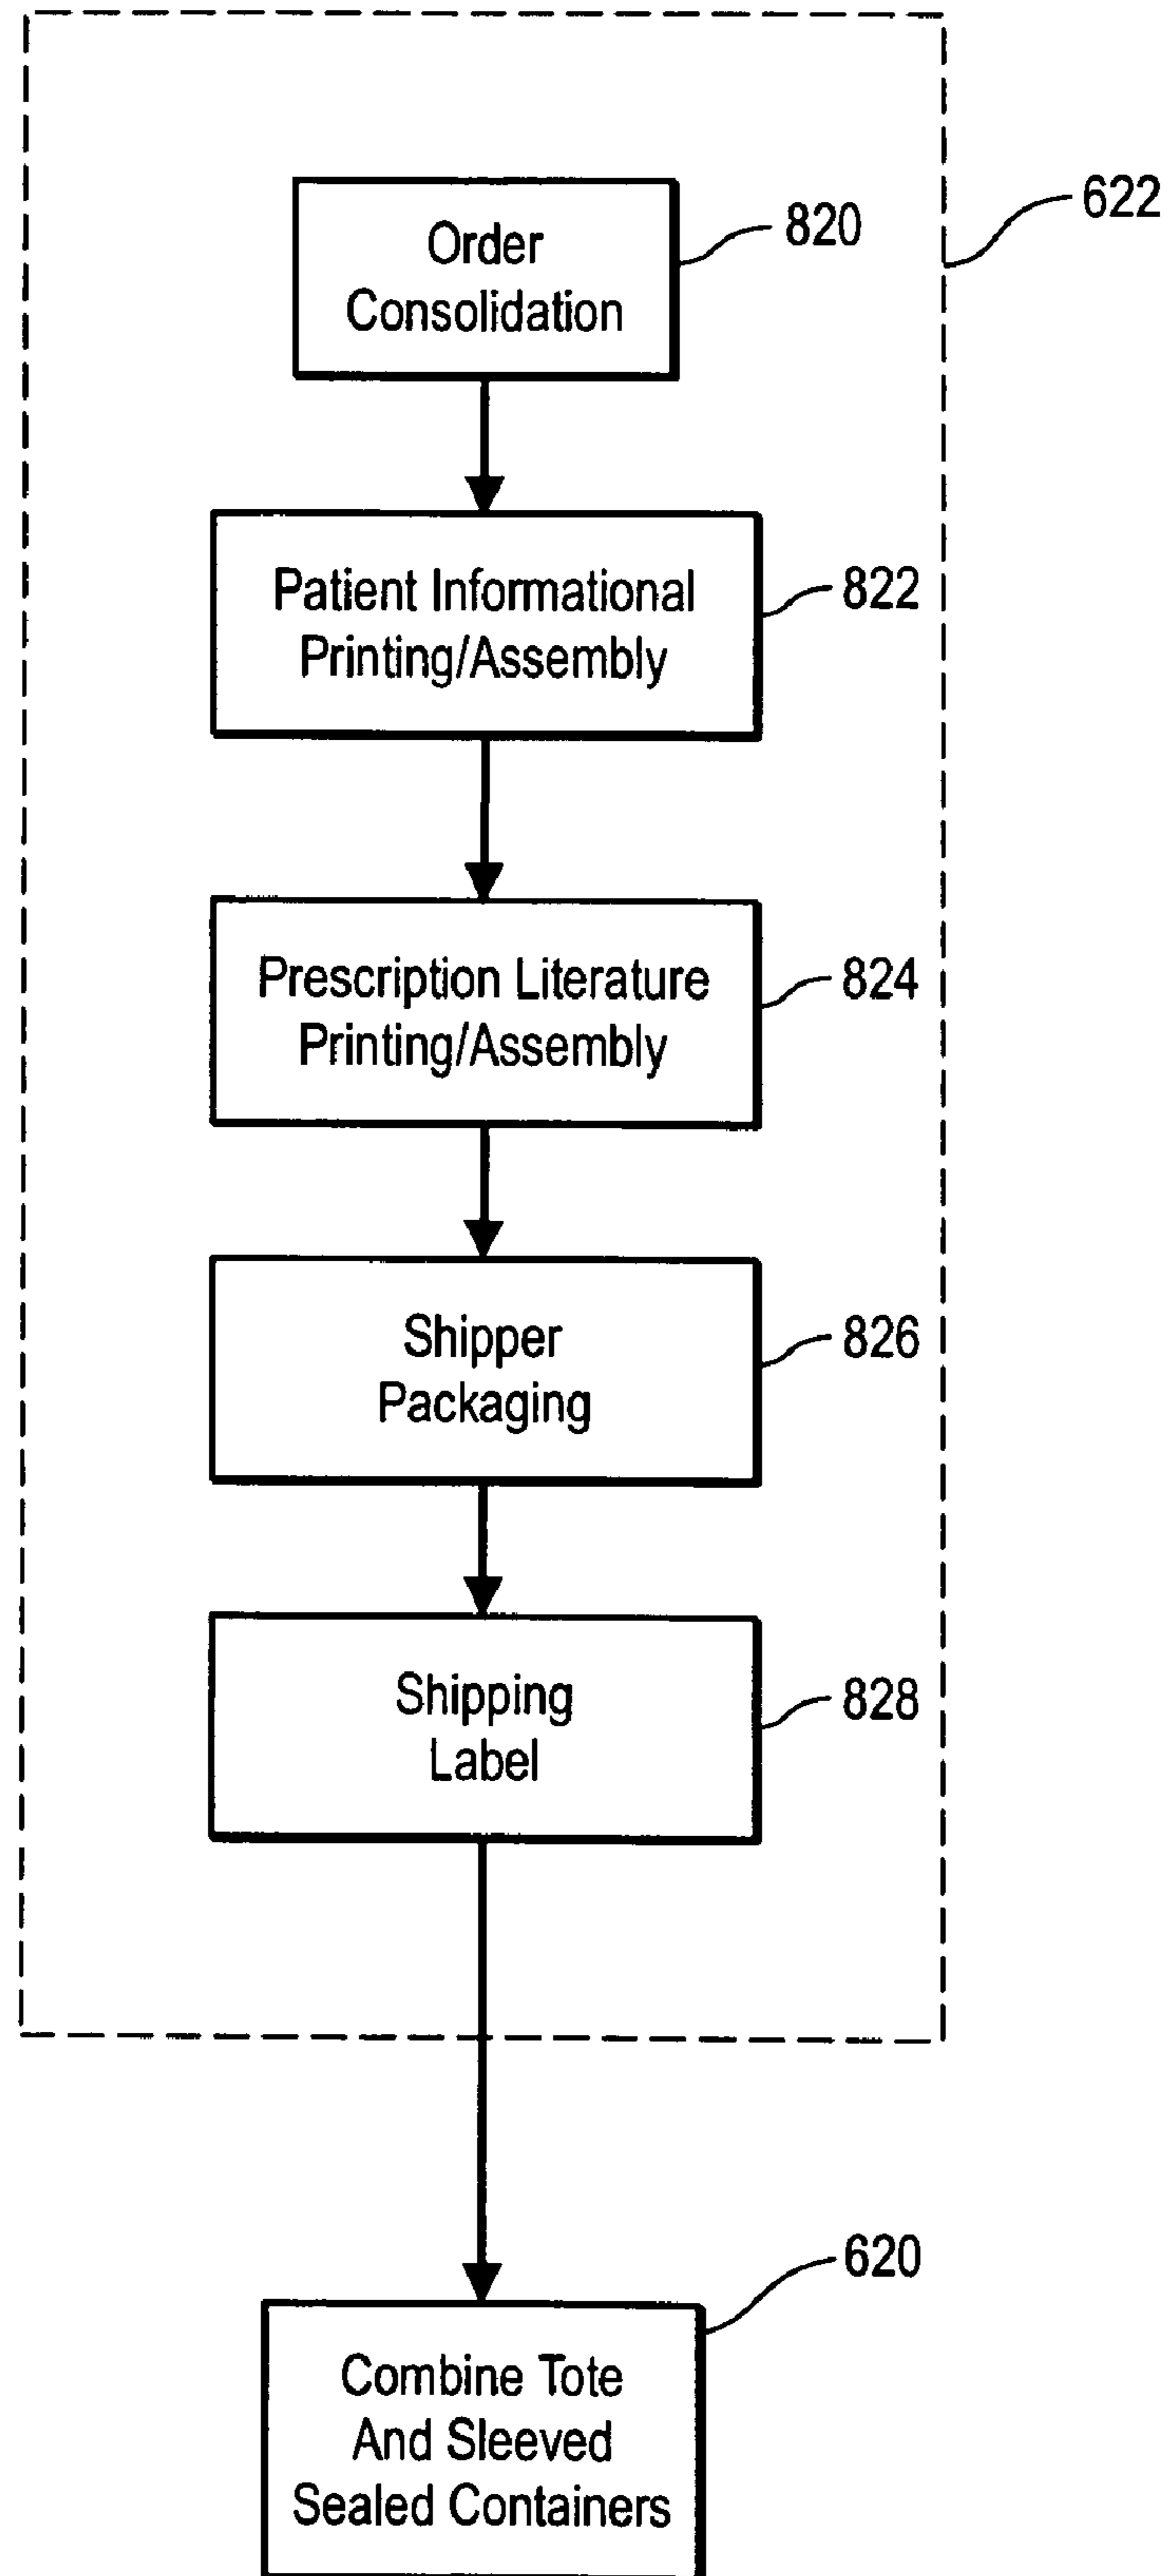 622
Order
Consolidation
820
Patient Informational
Printing/Assembly
822
Prescription Literature
Printing/Assembly
824
Shipper
Packaging
826
Shipping
Label
828
620
Combine Tote
And Sleeved
Sealed Containers